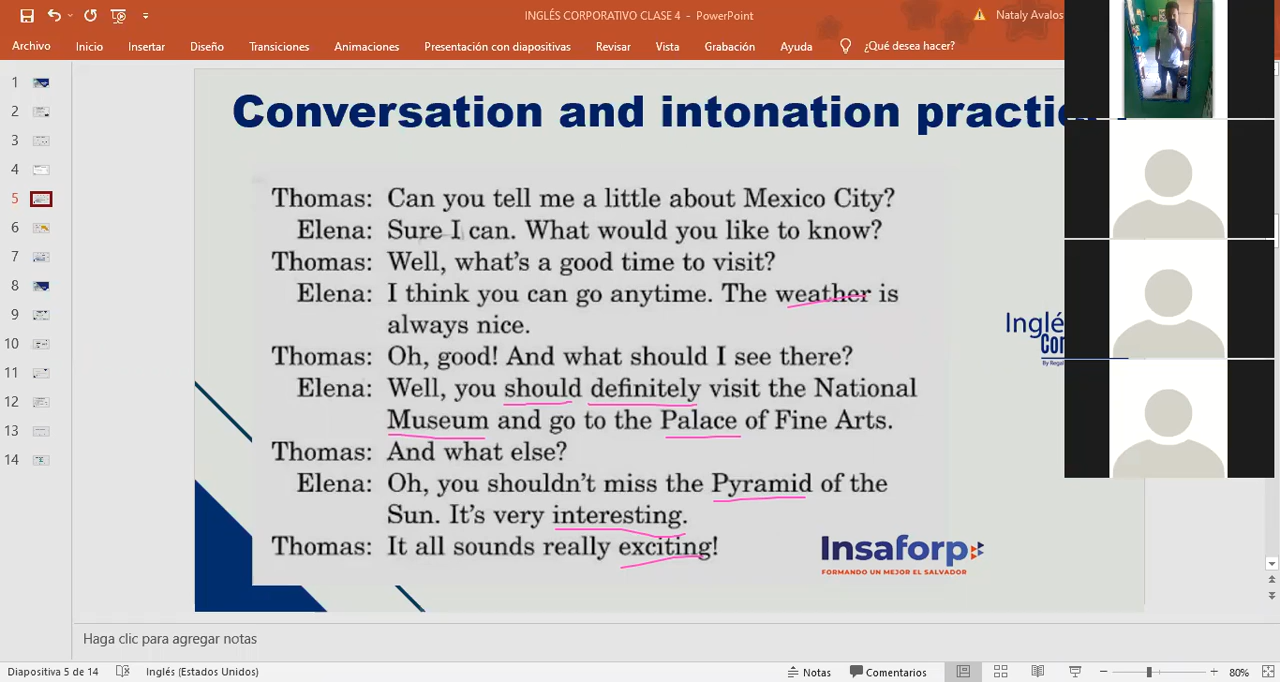 INGLÉS CORPORATIVO CLASE 4 - PowerPoint
Nataly Avalos
Archivo Inicio Insertar Diseño Transiciones Animaciones Presentación con diapositivas Revisar Vista Grabación Ayuda ¿Qué desea hacer?
1
2
3
4
5
6
7
8
9
10
11
12
13
14
Conversation and intonation
Thomas: Can you tell me a little about Mexico City?
Elena: Sure I can. What would you like to know?
Thomas: Well, what's a good time to visit?
Elena: I think you can go anytime. The weather is
always nice.
Thomas: Oh, good! And what should I see there?
Elena: Well, you should definitely visit the National
Museum and go to the Palace of Fine Arts.
Thomas: And what else?
Elena: Oh, you shouldn't miss the Pyramid of the
Sun. It's very interesting.
Thomas: It all sounds really exciting!
Insaforp
FORMANDO UN MEJOR EL SALVADOR
Haga clic para agregar notas
Diapositiva 5 de 14 Inglés (Estados Unidos) Notas Comentarios 80%